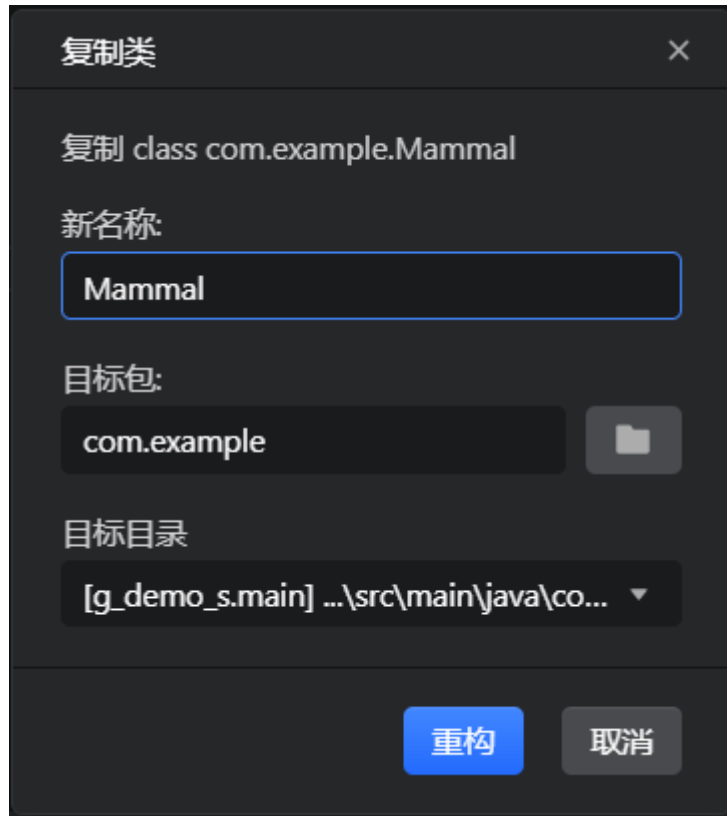 复制类
复制 class com.example.Mammal
新名称:
Mammal
目标包:
com.example
目标目录
[g_demo_s.main] ...\src\main\java\co...
重构 取消